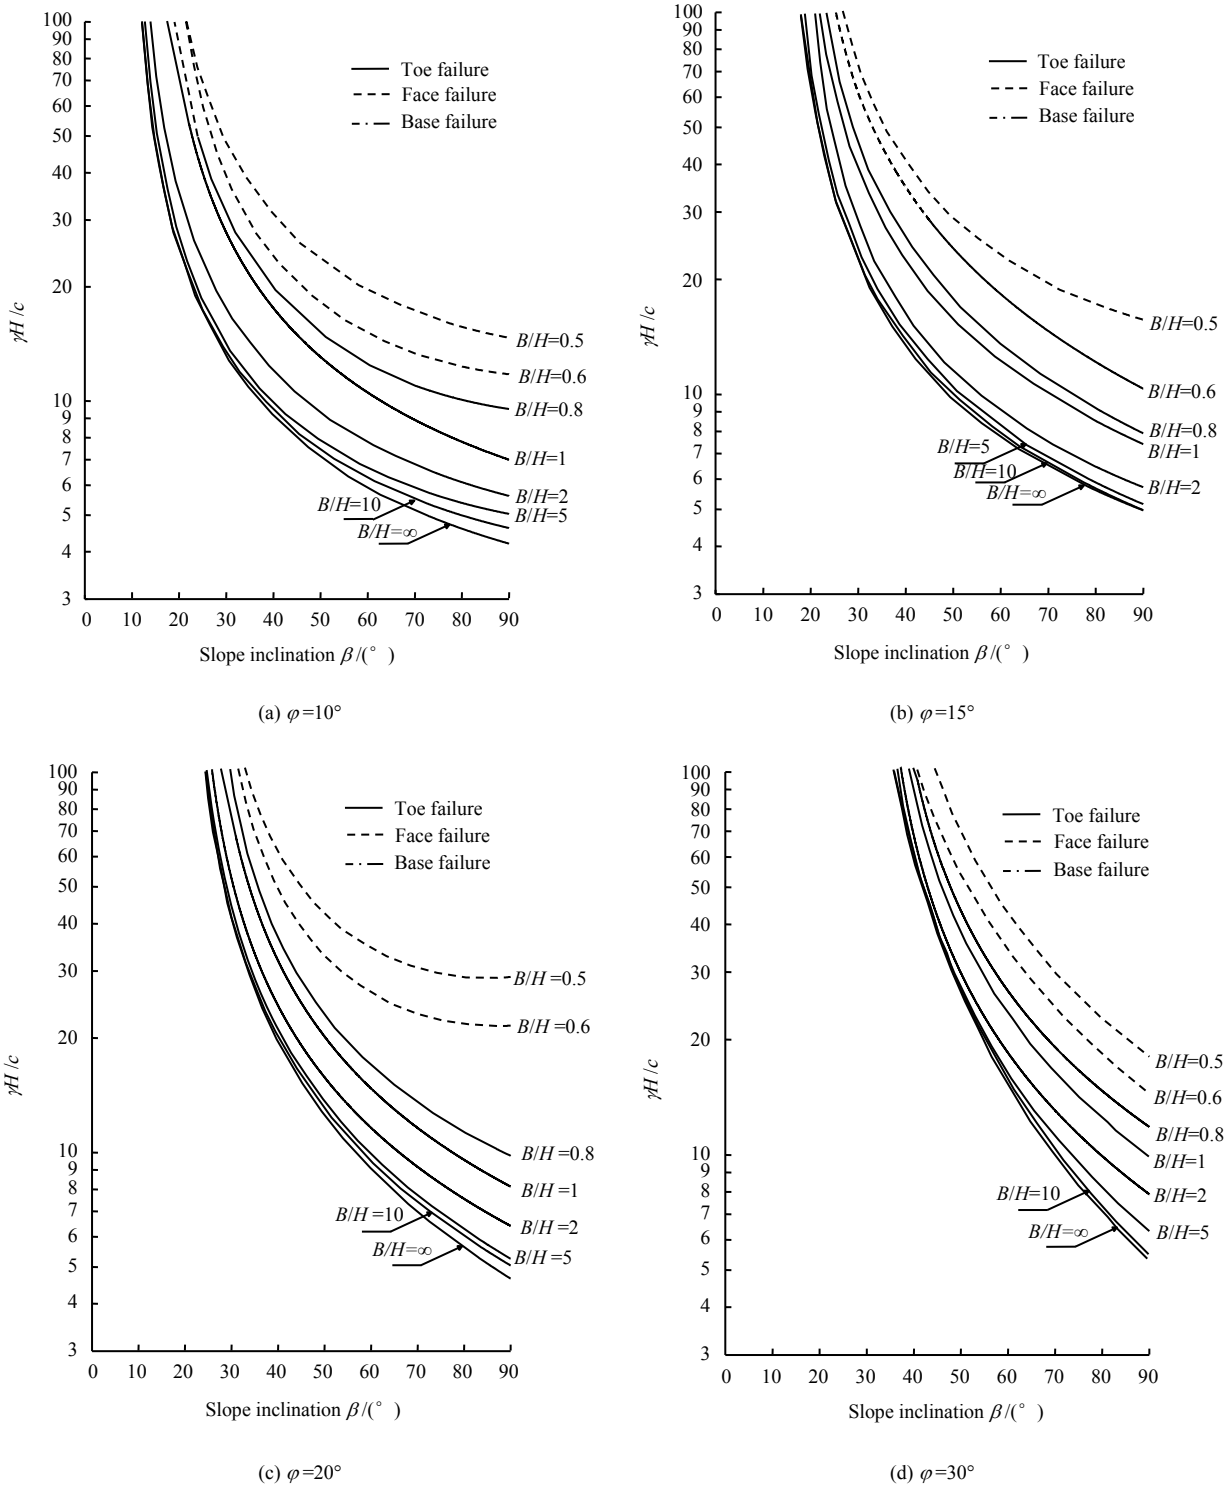 100
90
80
70
60
50
40
30
20
10
9
8
7
6
5
4
3
γH /c
Toe failure
Face failure
Base failure
B/H=0.5
B/H=0.6
B/H=0.8
B/H=1
B/H=2
B/H=5
B/H=10
B/H=∞
0 10 20 30 40 50 60 70 80 90
Slope inclination β/(° )
(a) φ=10°
100
90
80
70
60
50
40
30
20
10
9
8
7
6
5
4
3
γH /c
Toe failure
Face failure
Base failure
B/H=0.5
B/H=0.6
B/H=0.8
B/H=1
B/H=5
B/H=10
B/H=∞
B/H=2
0 10 20 30 40 50 60 70 80 90
Slope inclination β/(° )
(b) φ=15°
100
90
80
70
60
50
40
30
20
10
9
8
7
6
5
4
3
γH /c
Toe failure
Face failure
Base failure
B/H =0.5
B/H =0.6
B/H =0.8
B/H =1
B/H =10
B/H =2
B/H=∞
B/H =5
0 10 20 30 40 50 60 70 80 90
Slope inclination β/(° )
(c) φ=20°
100
90
80
70
60
50
40
30
20
10
9
8
7
6
5
4
3
γH /c
Toe failure
Face failure
Base failure
B/H=0.5
B/H=0.6
B/H=0.8
B/H=1
B/H=10
B/H=2
B/H=∞
B/H=5
0 10 20 30 40 50 60 70 80 90
Slope inclination β/(° )
(d) φ=30°